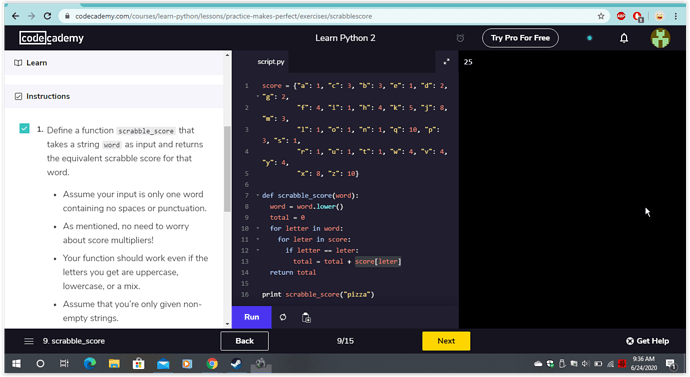 codecademy.com/courses/learn-python/lessons/practice-makes-perfect/exercises/scrabblescore
codecademy
Learn Python 2
Try Pro For Free
Learn
Instructions
1. Define a function scrabble_score that
takes a string word as input and returns
the equivalent scrabble score for that
word.
• Assume your input is only one word
containing no spaces or punctuation.
• As mentioned, no need to worry
about score multipliers!
• Your function should work even if the
letters you get are uppercase,
lowercase, or a mix.
• Assume that you're only given non-
empty strings.
script.py
1 score = {"a": 1, "c": 3, "b": 3, "e": 1, "d": 2,
"g": 2,
2 "f": 4, "i": 1, "h": 4, "k": 5, "j": 8,
"m": 3,
3 "l": 1, "o": 1, "n": 1, "q": 10, "p":
3, "s": 1,
4 "r": 1, "u": 1, "t": 1, "w": 4, "v": 4,
"y": 4,
5 "x": 8, "z": 10}
6
7 def scrabble_score(word):
8 word = word.lower()
9 total = 0
10 for letter in word:
11 for leter in score:
12 if letter == leter:
13 total = total + score[leter]
14 return total
15
16 print scrabble_score("pizza")
25
Run
9. scrabble_score
Back
9/15
Next
Get Help
9:36 AM
6/24/2020